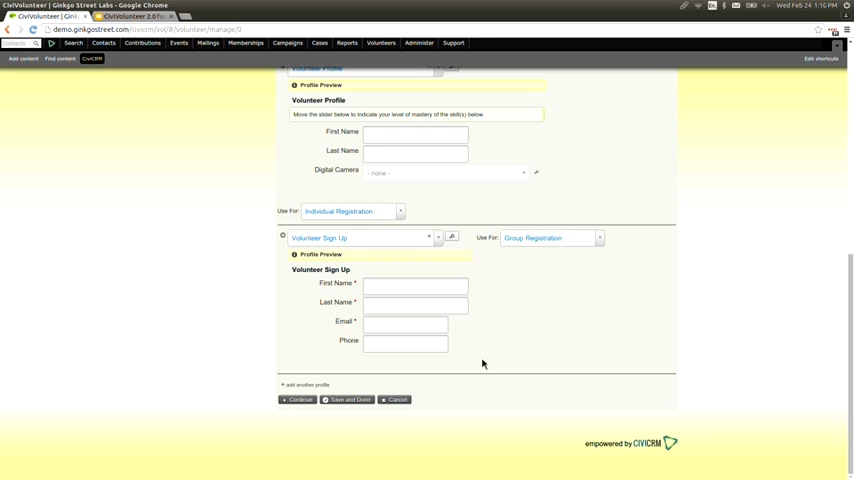 CiviVolunteer | Ginkgo Street Labs - Google Chrome
En
Wed Feb 24 1:10 PM
CiviVolunteer | Ginkgo
CiviVolunteer 2.0
demo.ginkgostreet.com/civicrm/vol/#/volunteer/manage/0
Contacts
Search
Contacts
Contributions
Events
Mailings
Memberships
Campaigns
Cases
Reports
Volunteers
Administer
Support
Add content
Find content
CiviCRM
Edit shortcuts
Volunteer Profile
Profile Preview
Volunteer Profile
Move the slider below to indicate your level of mastery of the skill(s) below.
First Name
Last Name
Digital Camera
- none -
Use For: Individual Registration
Volunteer Sign Up
Use For: Group Registration
Profile Preview
Volunteer Sign Up
First Name *
Last Name *
Email *
Phone
+ add another profile
Continue
Save and Done
Cancel
empowered by CIVICRM